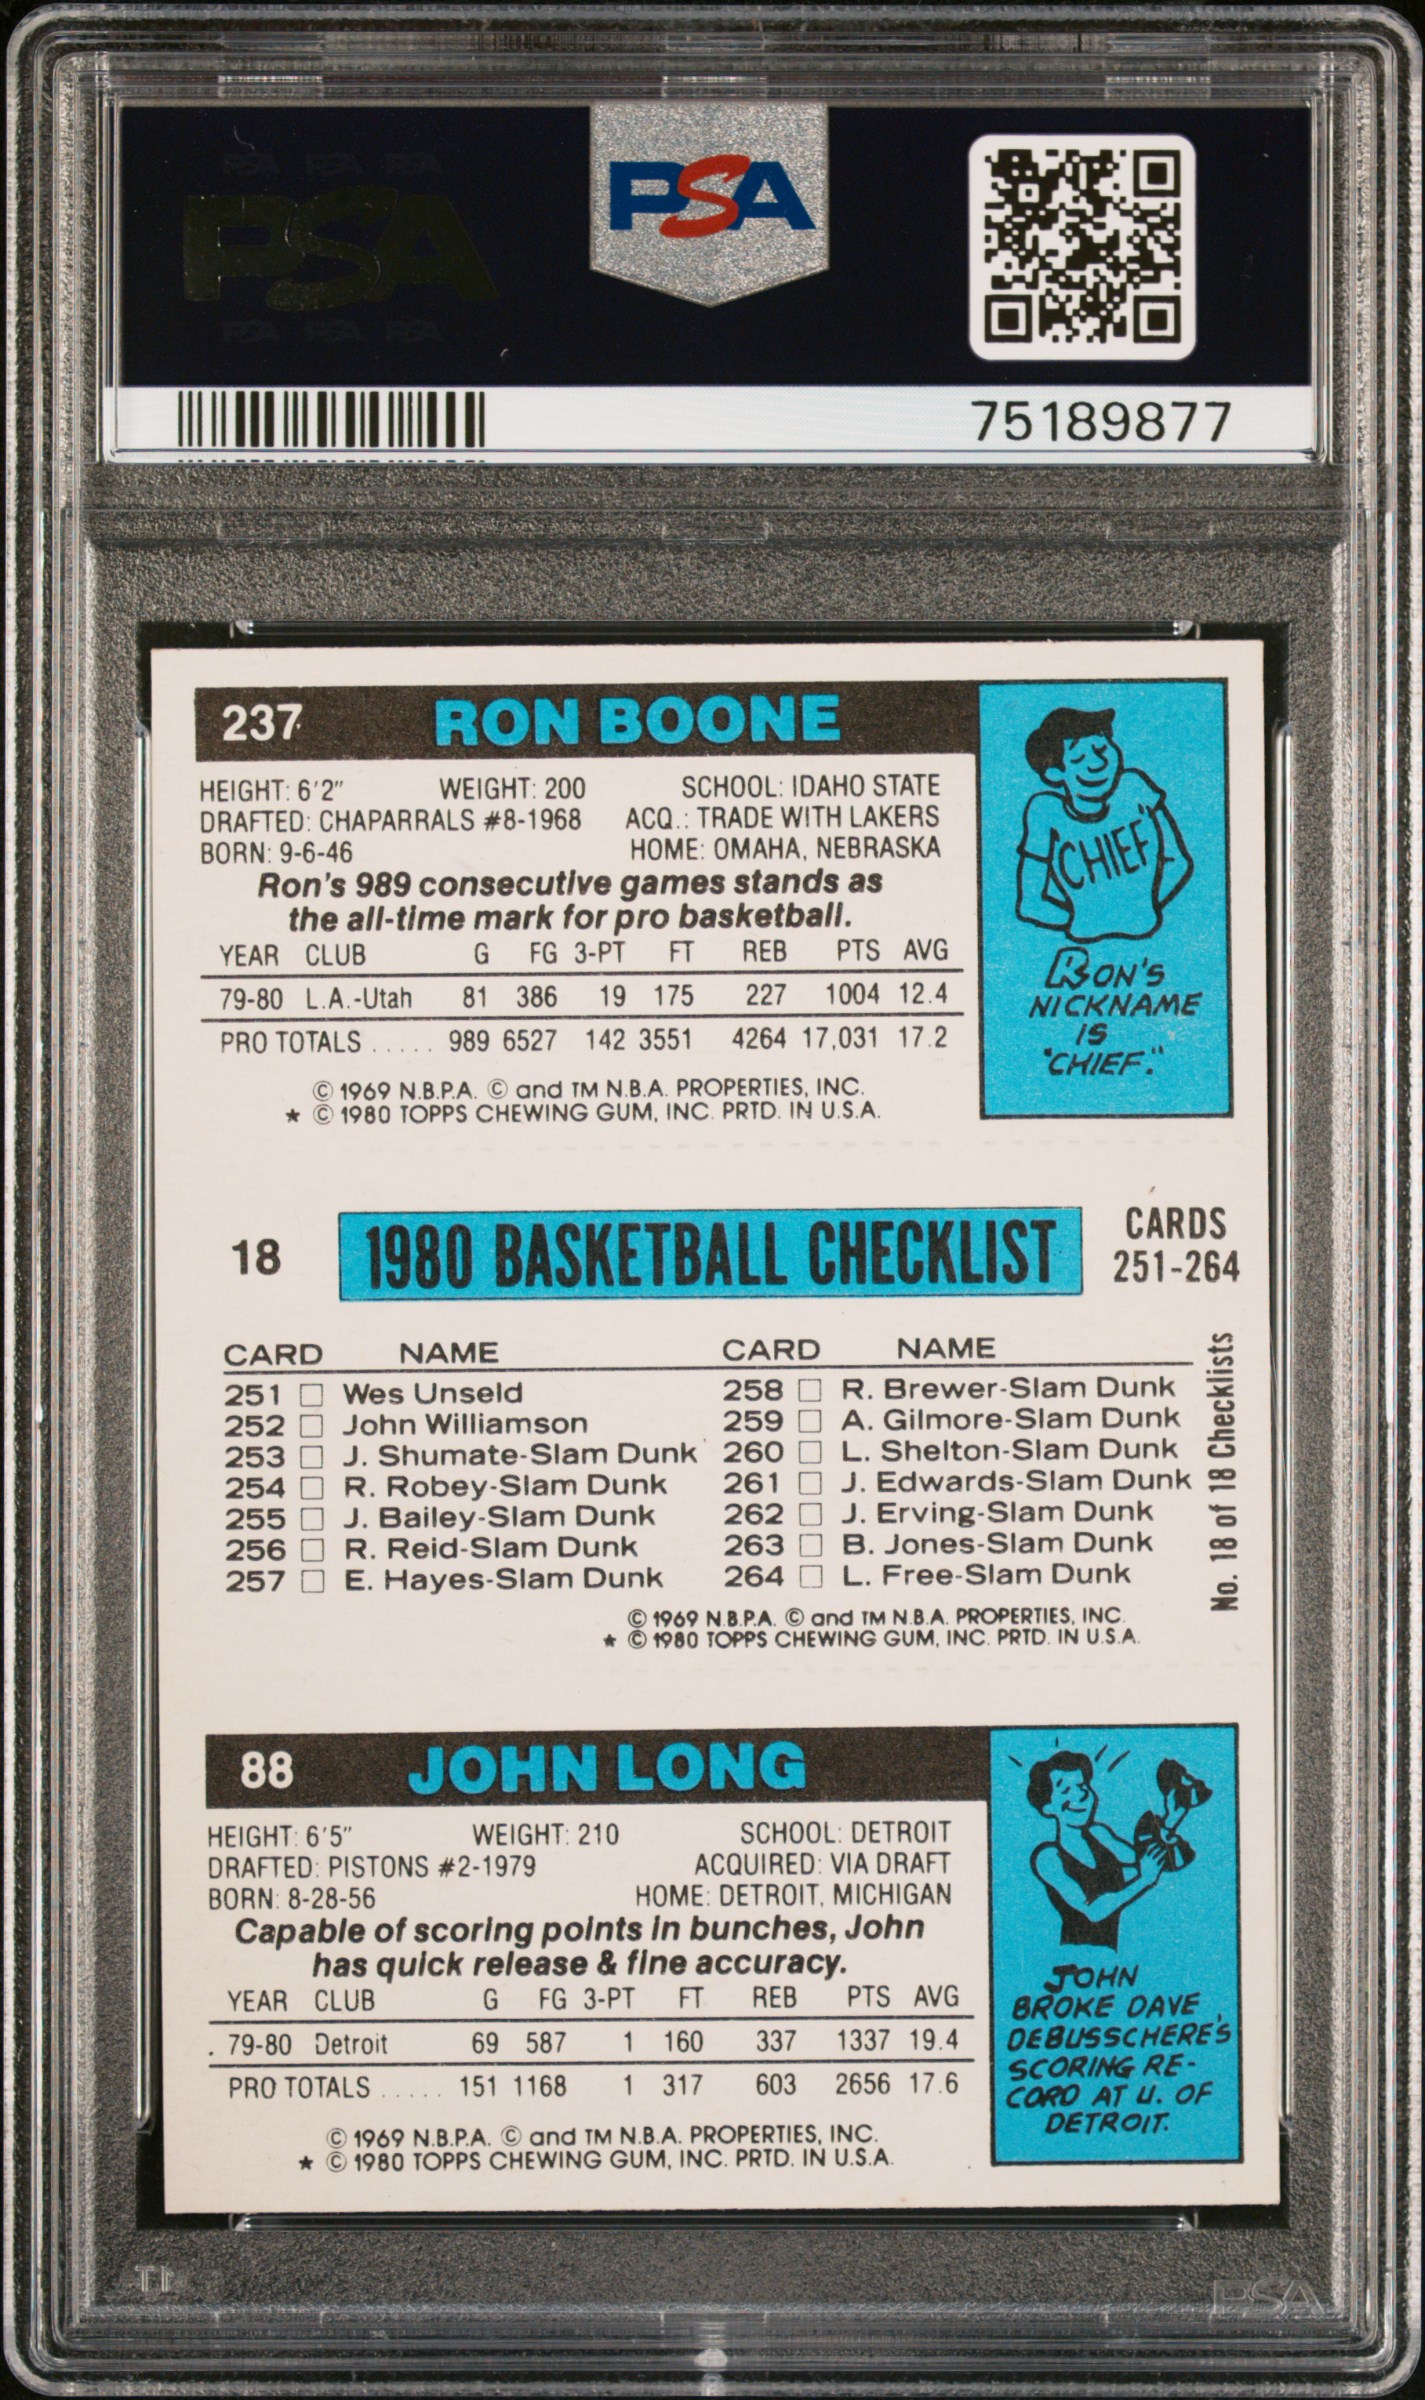 PSA PSA PSA
PSA
PSA PSA PSA
PSA
75189877
237 RON BOONE
HEIGHT: 6'2" WEIGHT: 200 SCHOOL: IDAHO STATE
DRAFTED: CHAPARRALS #8-1968 ACQ.: TRADE WITH LAKERS
BORN: 9-6-46 HOME: OMAHA, NEBRASKA
Ron's 989 consecutive games stands as
the all-time mark for pro basketball.
YEAR CLUB G FG 3-PT FT REB PTS AVG
79-80 L.A.-Utah 81 386 19 175 227 1004 12.4
PRO TOTALS ..... 989 6527 142 3551 4264 17,031 17.2
© 1969 N.B.P.A. © and TM N.B.A. PROPERTIES, INC.
★ © 1980 TOPPS CHEWING GUM, INC. PRTD. IN U.S.A.
"CHIEF"
RON'S
NICKNAME
IS
"CHIEF."
18 1980 BASKETBALL CHECKLIST CARDS
251-264
CARD NAME CARD NAME
251 □ Wes Unseld 258 □ R. Brewer-Slam Dunk
252 □ John Williamson 259 □ A. Gilmore-Slam Dunk
253 □ J. Shumate-Slam Dunk 260 □ L. Shelton-Slam Dunk
254 □ R. Robey-Slam Dunk 261 □ J. Edwards-Slam Dunk
255 □ J. Bailey-Slam Dunk 262 □ J. Erving-Slam Dunk
256 □ R. Reid-Slam Dunk 263 □ B. Jones-Slam Dunk
257 □ E. Hayes-Slam Dunk 264 □ L. Free-Slam Dunk
No. 18 of 18 Checklists
© 1969 N.B.P.A. © and TM N.B.A. PROPERTIES, INC.
★ © 1980 TOPPS CHEWING GUM, INC. PRTD. IN U.S.A.
88 JOHN LONG
HEIGHT: 6'5" WEIGHT: 210 SCHOOL: DETROIT
DRAFTED: PISTONS #2-1979 ACQUIRED: VIA DRAFT
BORN: 8-28-56 HOME: DETROIT, MICHIGAN
Capable of scoring points in bunches, John
has quick release & fine accuracy.
YEAR CLUB G FG 3-PT FT REB PTS AVG
79-80 Detroit 69 587 1 160 337 1337 19.4
PRO TOTALS ..... 151 1168 1 317 603 2656 17.6
© 1969 N.B.P.A. © and TM N.B.A. PROPERTIES, INC.
★ © 1980 TOPPS CHEWING GUM, INC. PRTD. IN U.S.A.
JOHN
BROKE DAVE
DEBUSSCHERE'S
SCORING RE-
CORD AT U. OF
DETROIT.
PSA